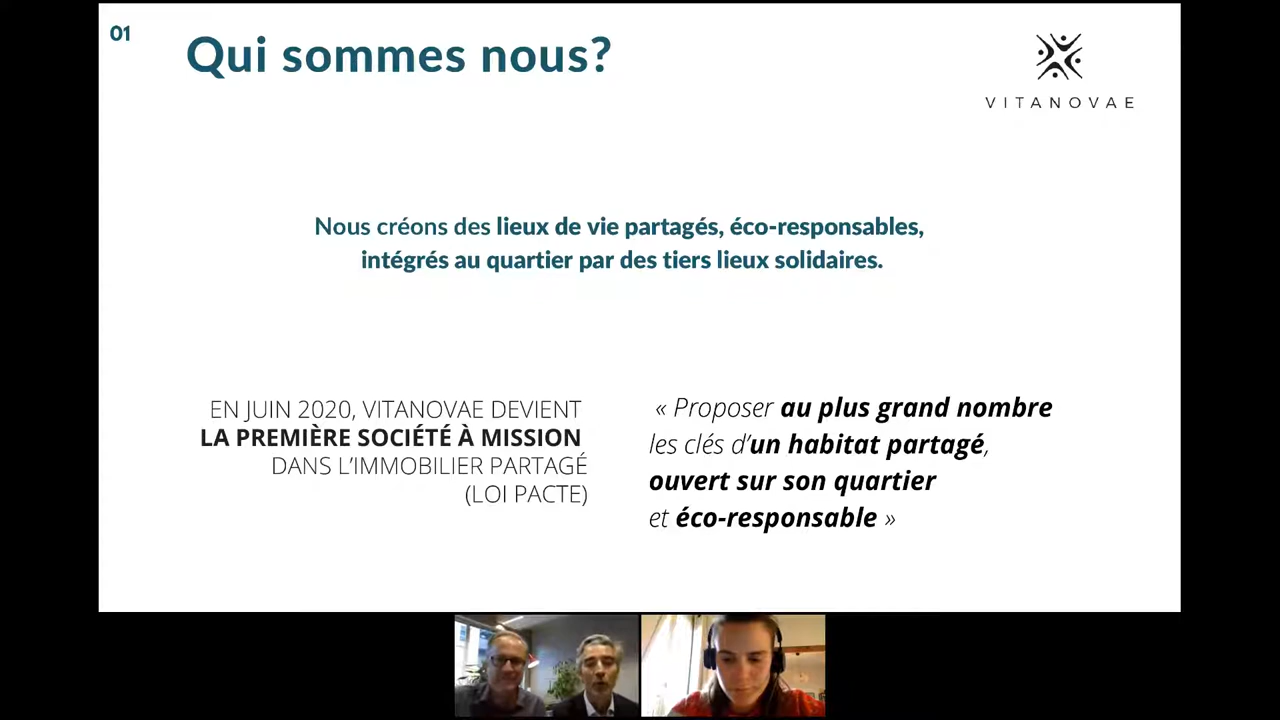 01
Qui sommes nous?
VITANOVAE
Nous créons des lieux de vie partagés, éco-responsables,
intégrés au quartier par des tiers lieux solidaires.
EN JUIN 2020, VITANOVAE DEVIENT
LA PREMIÈRE SOCIÉTÉ À MISSION
DANS L'IMMOBILIER PARTAGÉ
(LOI PACTE)
« Proposer au plus grand nombre
les clés d'un habitat partagé,
ouvert sur son quartier
et éco-responsable »